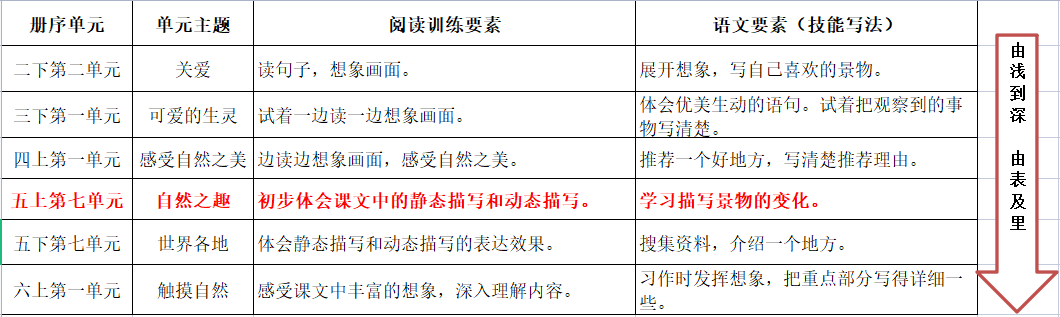 册序单元 单元主题 阅读训练要素 语文要素（技能写法）
二下第二单元 关爱 读句子，想象画面。 展开想象，写自己喜欢的景物。
三下第一单元 可爱的生灵 试着一边读一边想象画面。 体会优美生动的语句。试着把观察到的事
物写清楚。
四上第一单元 感受自然之美 边读边想象画面，感受自然之美。 推荐一个好地方，写清楚推荐理由。
五上第七单元 自然之趣 初步体会课文中的静态描写和动态描写。 学习描写景物的变化。
五下第七单元 世界各地 体会静态描写和动态描写的表达效果。 搜集资料，介绍一个地方。
六上第一单元 触摸自然 感受课文中丰富的想象，深入理解内容。 习作时发挥想象，把重点部分写得详细一
些。
由浅到深 由表及里